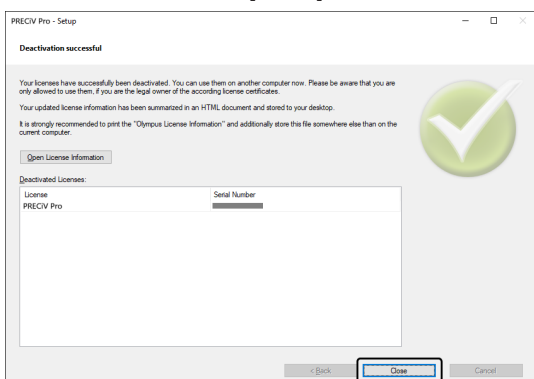 PRECiV Pro - Setup
Deactivation successful
Your licenses have successfully been deactivated. You can use them on another computer now. Please be aware that you are
only allowed to use them, if you are the legal owner of the according license certificates.
Your updated license information has been summarized in an HTML document and stored to your desktop.
It is strongly recommended to print the "Olympus License Information" and additionally store this file somewhere else than on the
current computer.
Open License Information
Deactivated Licenses:
License Serial Number
PRECiV Pro
< Back Close Cancel